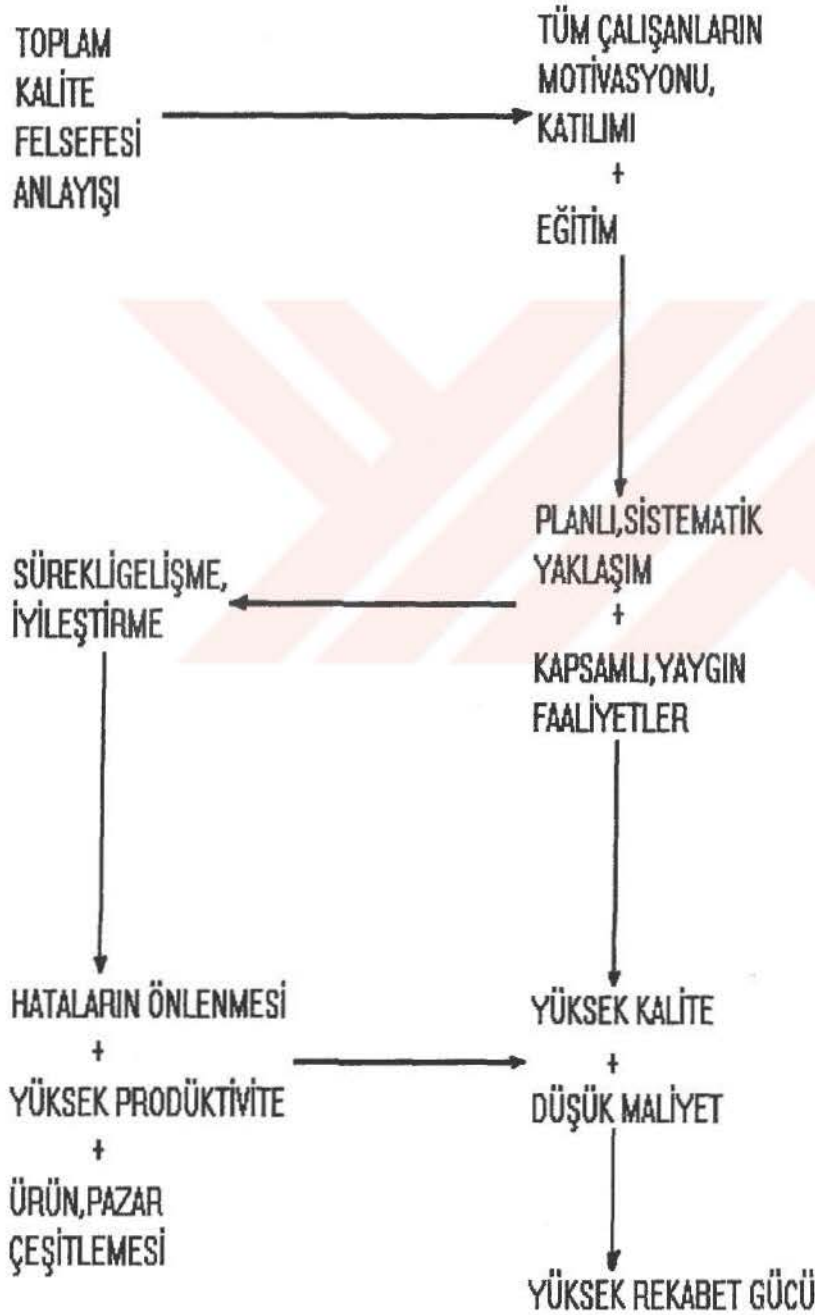 TOPLAM
KALİTE
FELSEFESİ
ANLAYIŞI
TÜM ÇALIŞANLARIN
MOTİVASYONU,
KATILIMI
+
EĞİTİM
PLANLI,SİSTEMATİK
YAKLAŞIM
+
KAPSAMLI,YAYGIN
FAALİYETLER
SÜREKLİGELİŞME,
İYİLEŞTİRME
HATALARIN ÖNLENMESİ
+
YÜKSEK PRODÜKTİVİTE
+
ÜRÜN,PAZAR
ÇEŞİTLEMESİ
YÜKSEK KALİTE
+
DÜŞÜK MALİYET
YÜKSEK REKABET GÜCÜ